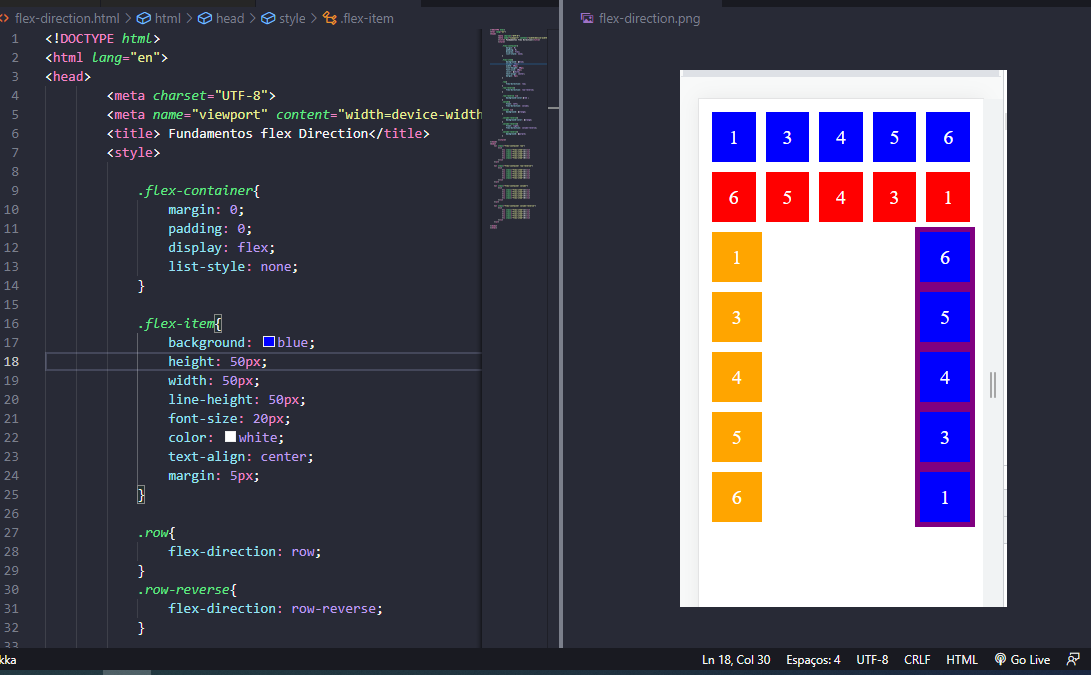 flex-direction.html > html > head > style > .flex-item
1 <!DOCTYPE html>
2 <html lang="en">
3 <head>
4 <meta charset="UTF-8">
5 <meta name="viewport" content="width=device-width
6 <title> Fundamentos flex Direction</title>
7 <style>
8
9 .flex-container{
10 margin: 0;
11 padding: 0;
12 display: flex;
13 list-style: none;
14 }
15
16 .flex-item{
17 background: blue;
18 height: 50px;
19 width: 50px;
20 line-height: 50px;
21 font-size: 20px;
22 color: white;
23 text-align: center;
24 margin: 5px;
25 }
26
27 .row{
28 flex-direction: row;
29 }
30 .row-reverse{
31 flex-direction: row-reverse;
32 }
33
flex-direction.png
1 3 4 5 6
6 5 4 3 1
1 6
3 5
4 4
5 3
6 1
kka Ln 18, Col 30 Espaços: 4 UTF-8 CRLF HTML Go Live